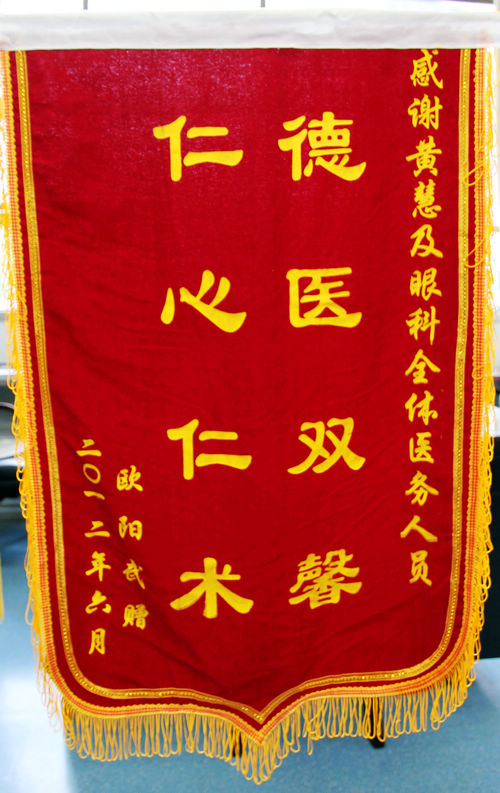 感谢黄慧及眼科全体医务人员
德医双馨
仁心仁术
欧阳武赠
二〇一二年六月